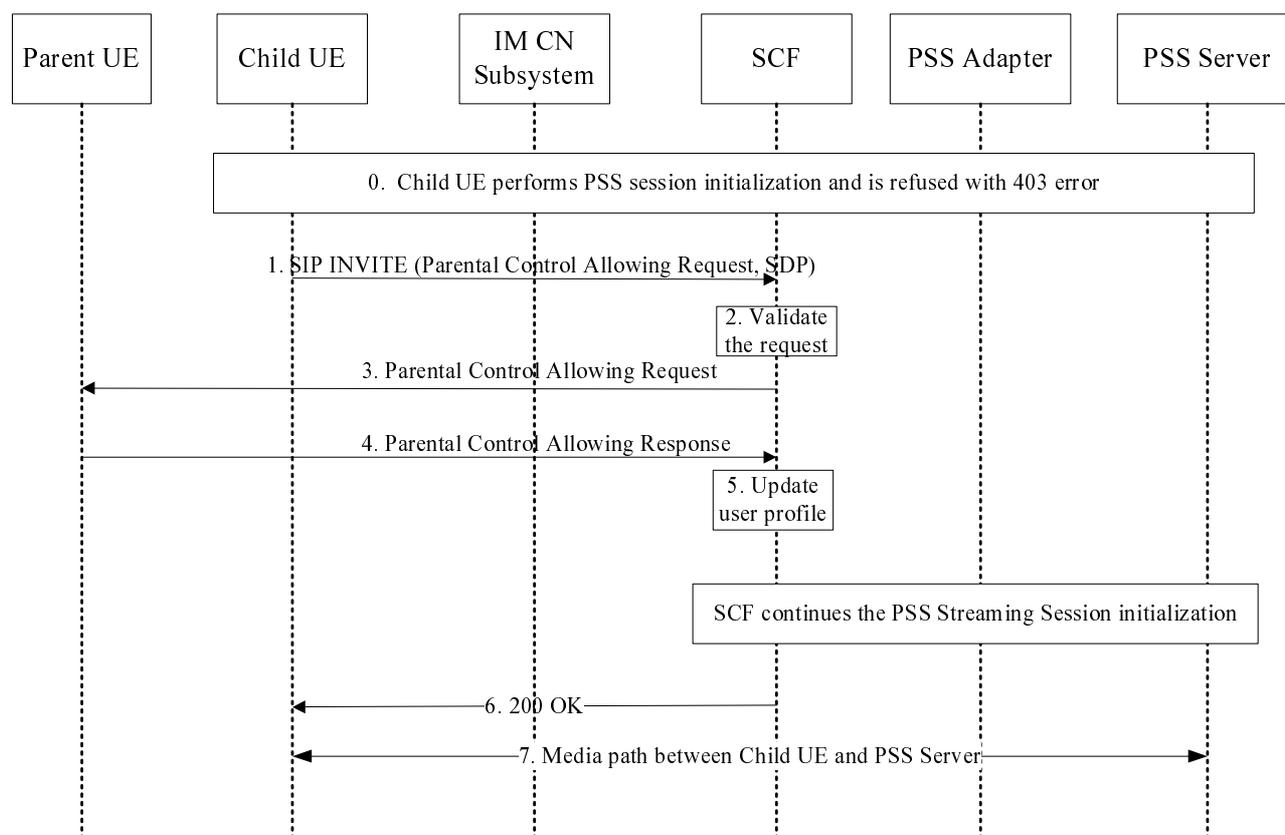 Parent UE
Child UE
IM CN
Subsystem
SCF
PSS Adapter
PSS Server
0. Child UE performs PSS session initialization and is refused with 403 error
1. SIP INVITE (Parental Control Allowing Request, SDP)
2. Validate
the request
3. Parental Control Allowing Request
4. Parental Control Allowing Response
5. Update
user profile
SCF continues the PSS Streaming Session initialization
6. 200 OK
7. Media path between Child UE and PSS Server